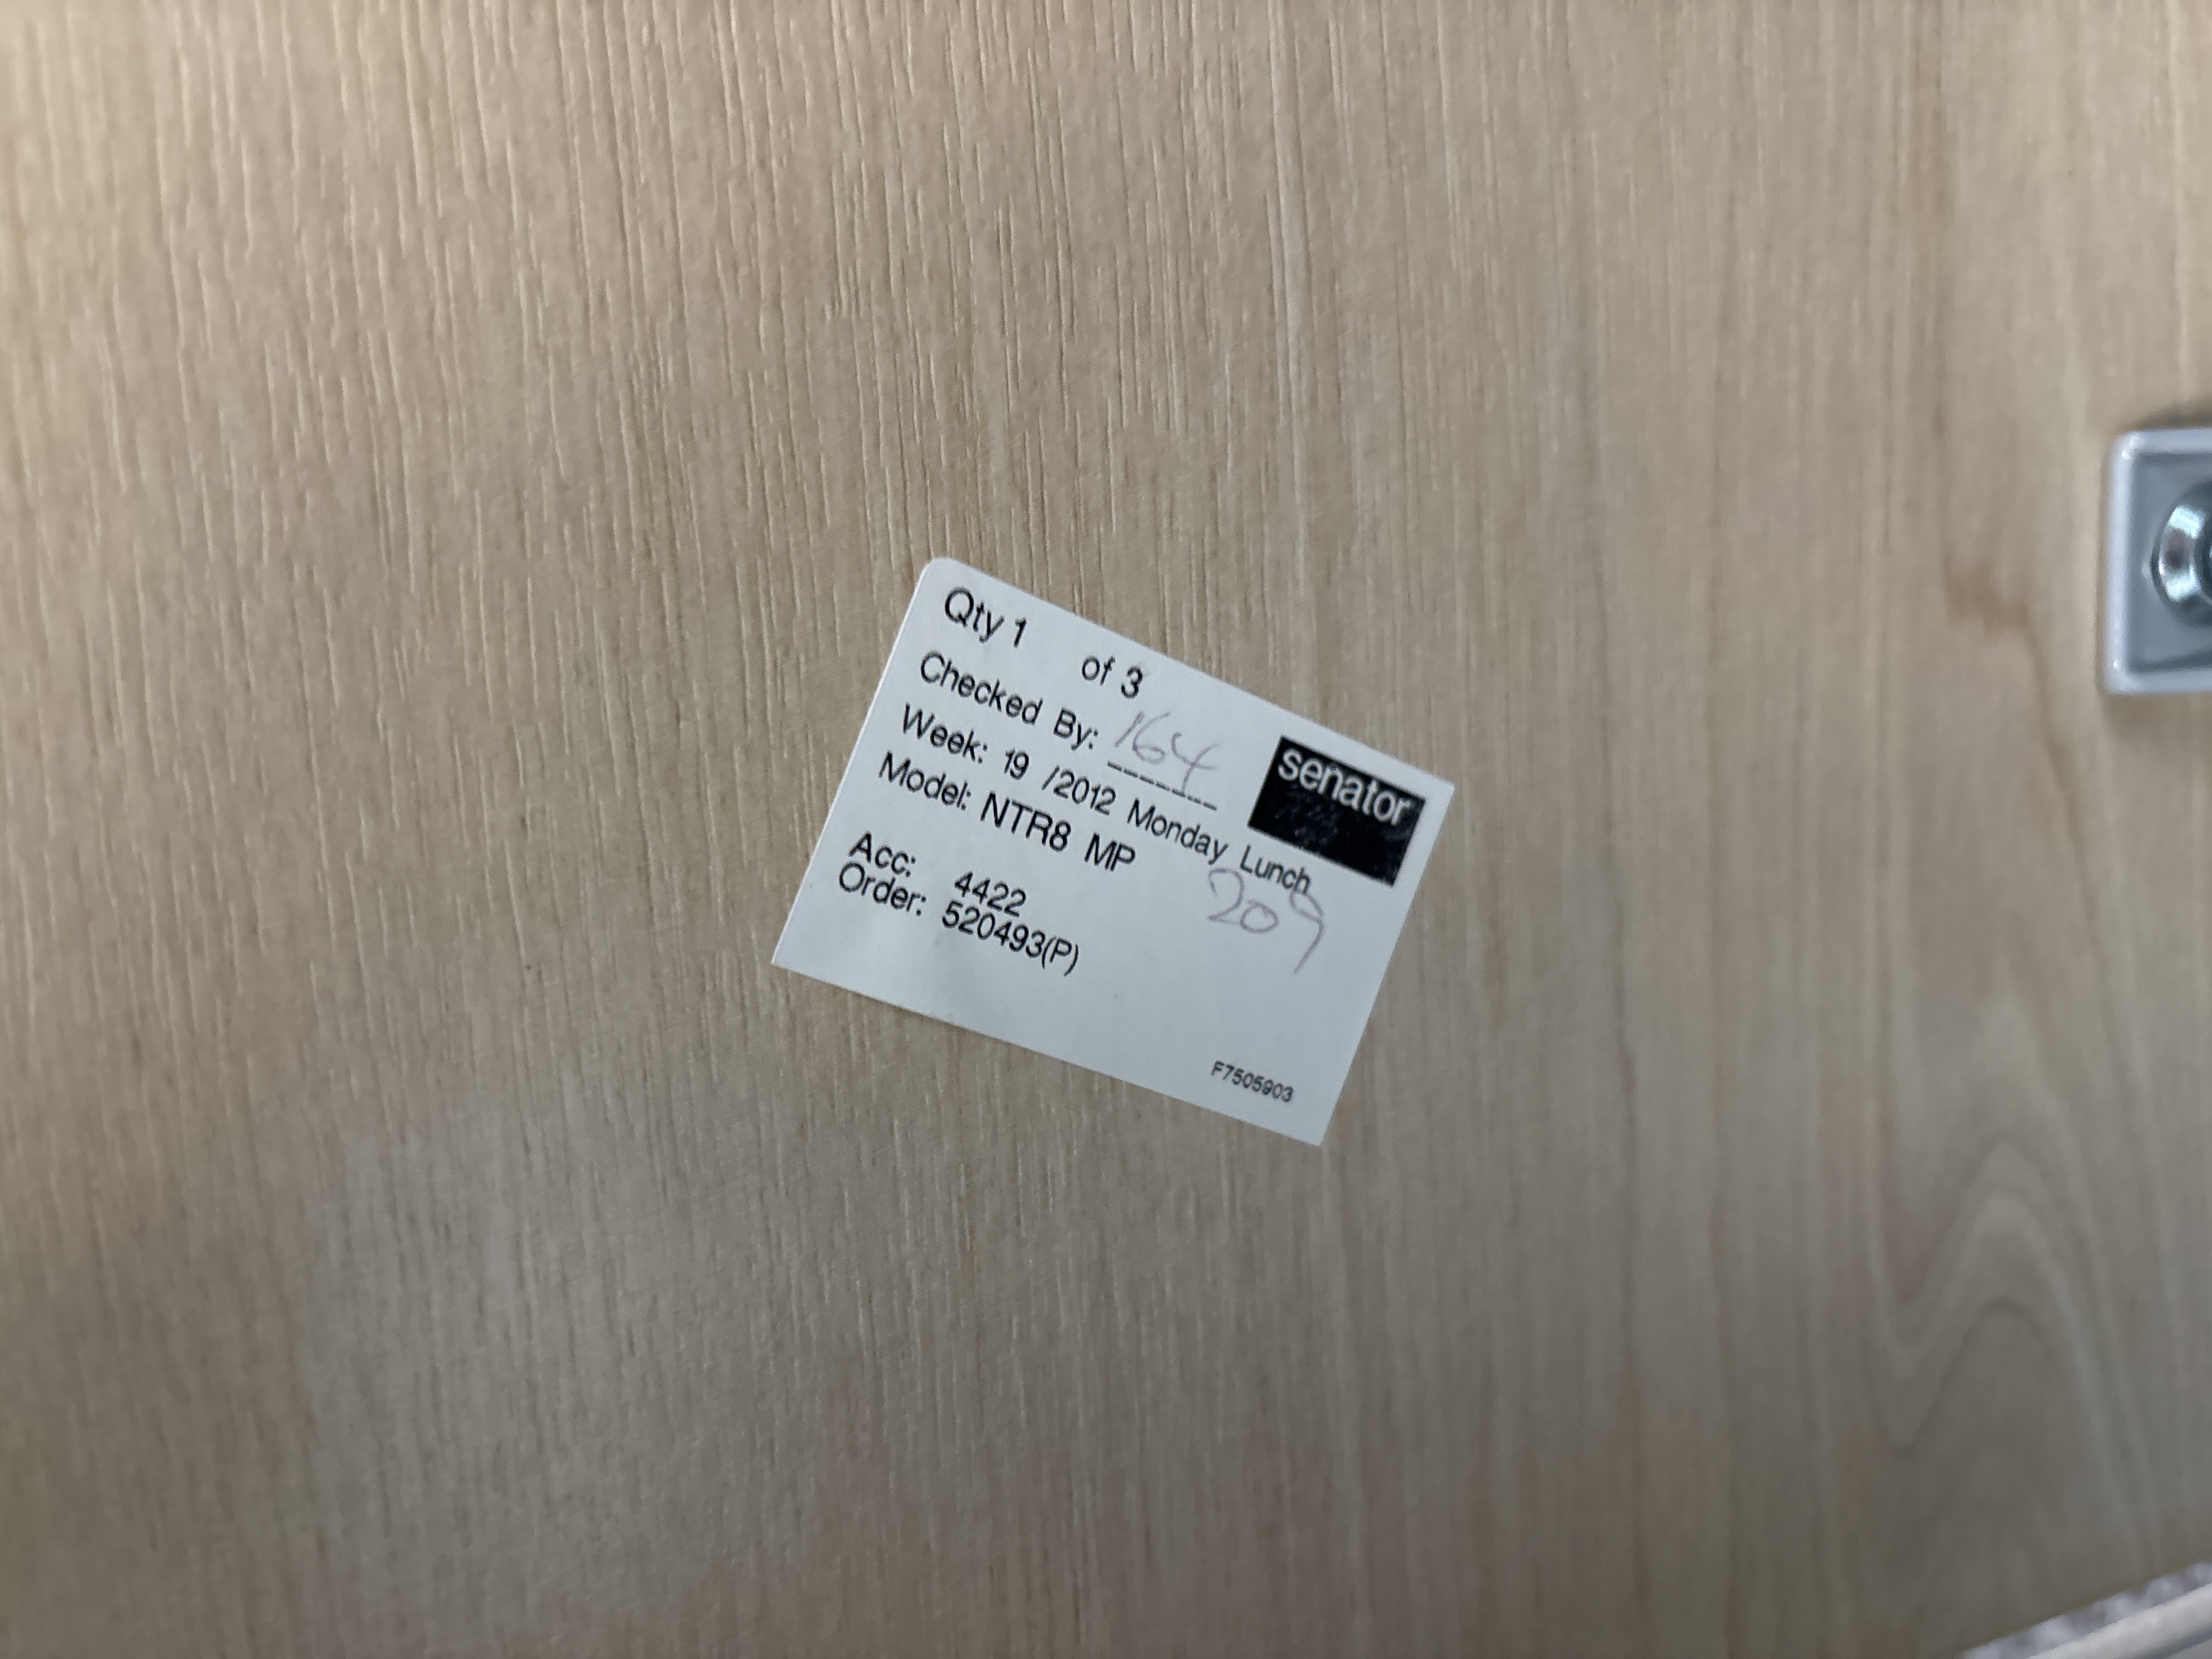 Qty 1 of 3
Checked By: 164
senator
Week: 19 /2012 Monday Lunch
Model: NTR8 MP
209
Acc: 4422
Order: 520493(P)
F7505903